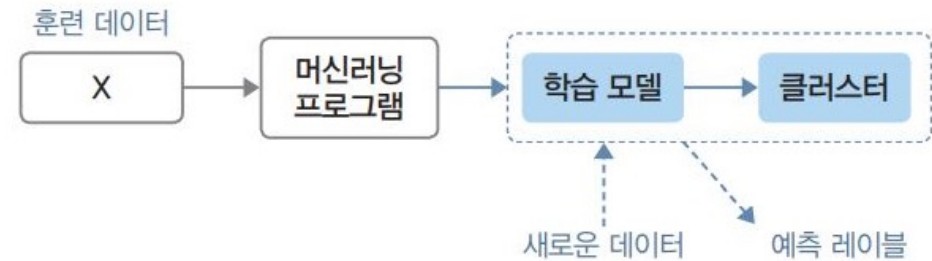 훈련 데이터
X
머신러닝
프로그램
학습 모델
클러스터
새로운 데이터
예측 레이블